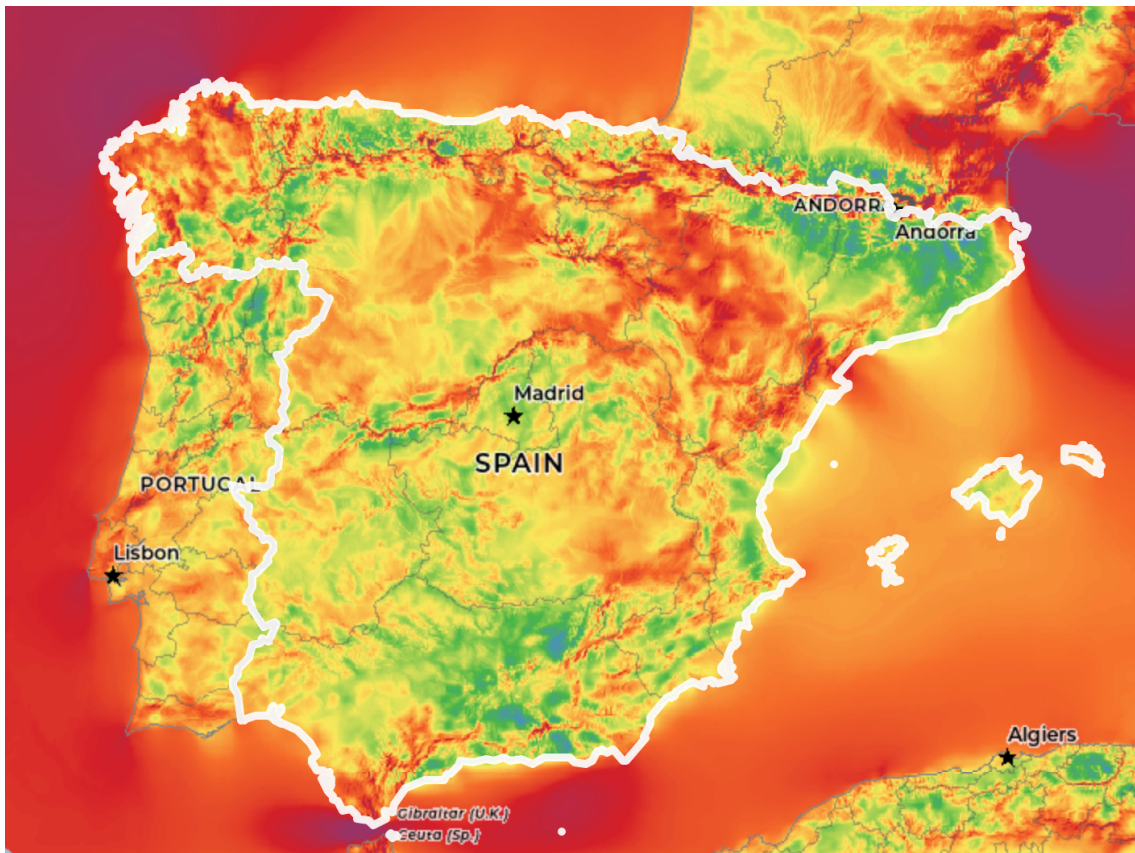 ANDORRA
Andorra
Madrid
SPAIN
PORTUGAL
Lisbon
Algiers
Gibraltar (U.K.)
Ceuta (Sp.)